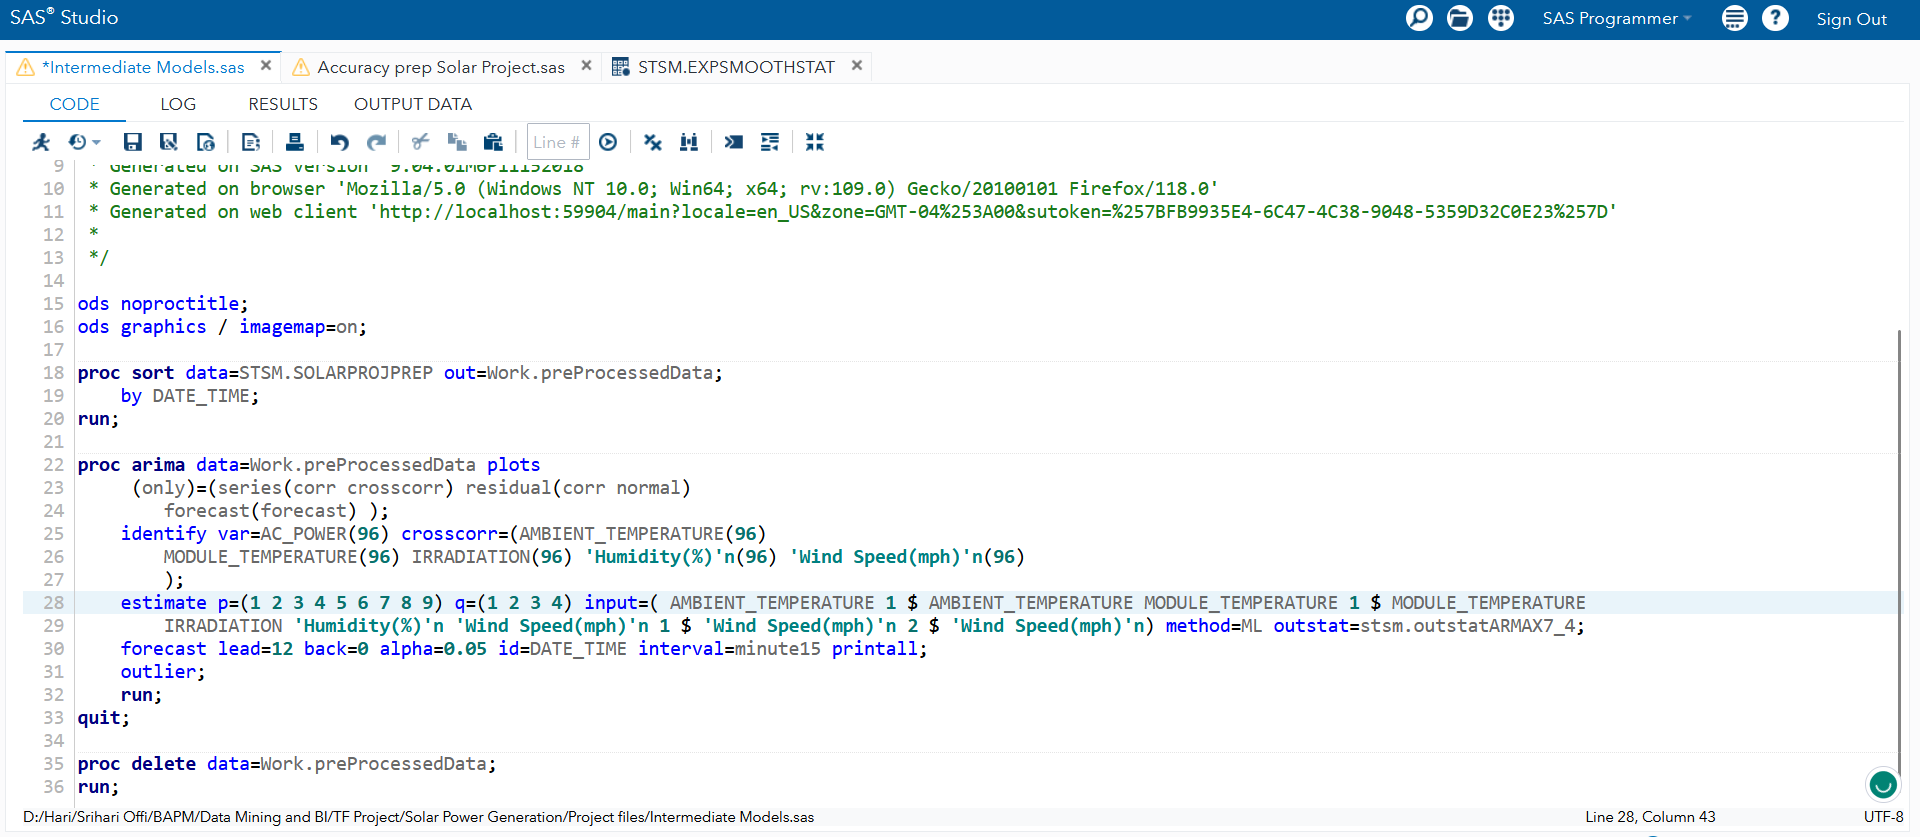 SAS® Studio
SAS Programmer
Sign Out
*Intermediate Models.sas
Accuracy prep Solar Project.sas
STSM.EXPSMOOTHSTAT
CODE LOG RESULTS OUTPUT DATA
Line #
9 * Generated on SAS version '9.04.01M6P11152018'
10 * Generated on browser 'Mozilla/5.0 (Windows NT 10.0; Win64; x64; rv:109.0) Gecko/20100101 Firefox/118.0'
11 * Generated on web client 'http://localhost:59904/main?locale=en_US&zone=GMT-04%253A00&sutoken=%257BFB9935E4-6C47-4C38-9048-5359D32C0E23%257D'
12 *
13 */
14
15 ods noproctitle;
16 ods graphics / imagemap=on;
17
18 proc sort data=STSM.SOLARPROJPREP out=Work.preProcessedData;
19 by DATE_TIME;
20 run;
21
22 proc arima data=Work.preProcessedData plots
23 (only)=(series(corr crosscorr) residual(corr normal)
24 forecast(forecast) );
25 identify var=AC_POWER(96) crosscorr=(AMBIENT_TEMPERATURE(96)
26 MODULE_TEMPERATURE(96) IRRADIATION(96) 'Humidity(%)'n(96) 'Wind Speed(mph)'n(96)
27 );
28 estimate p=(1 2 3 4 5 6 7 8 9) q=(1 2 3 4) input=( AMBIENT_TEMPERATURE 1 $ AMBIENT_TEMPERATURE MODULE_TEMPERATURE 1 $ MODULE_TEMPERATURE
29 IRRADIATION 'Humidity(%)'n 'Wind Speed(mph)'n 1 $ 'Wind Speed(mph)'n 2 $ 'Wind Speed(mph)'n) method=ML outstat=stsm.outstatARMAX7_4;
30 forecast lead=12 back=0 alpha=0.05 id=DATE_TIME interval=minute15 printall;
31 outlier;
32 run;
33 quit;
34
35 proc delete data=Work.preProcessedData;
36 run;
D:/Hari/Srihari Offi/BAPM/Data Mining and BI/TF Project/Solar Power Generation/Project files/Intermediate Models.sas
Line 28, Column 43
UTF-8